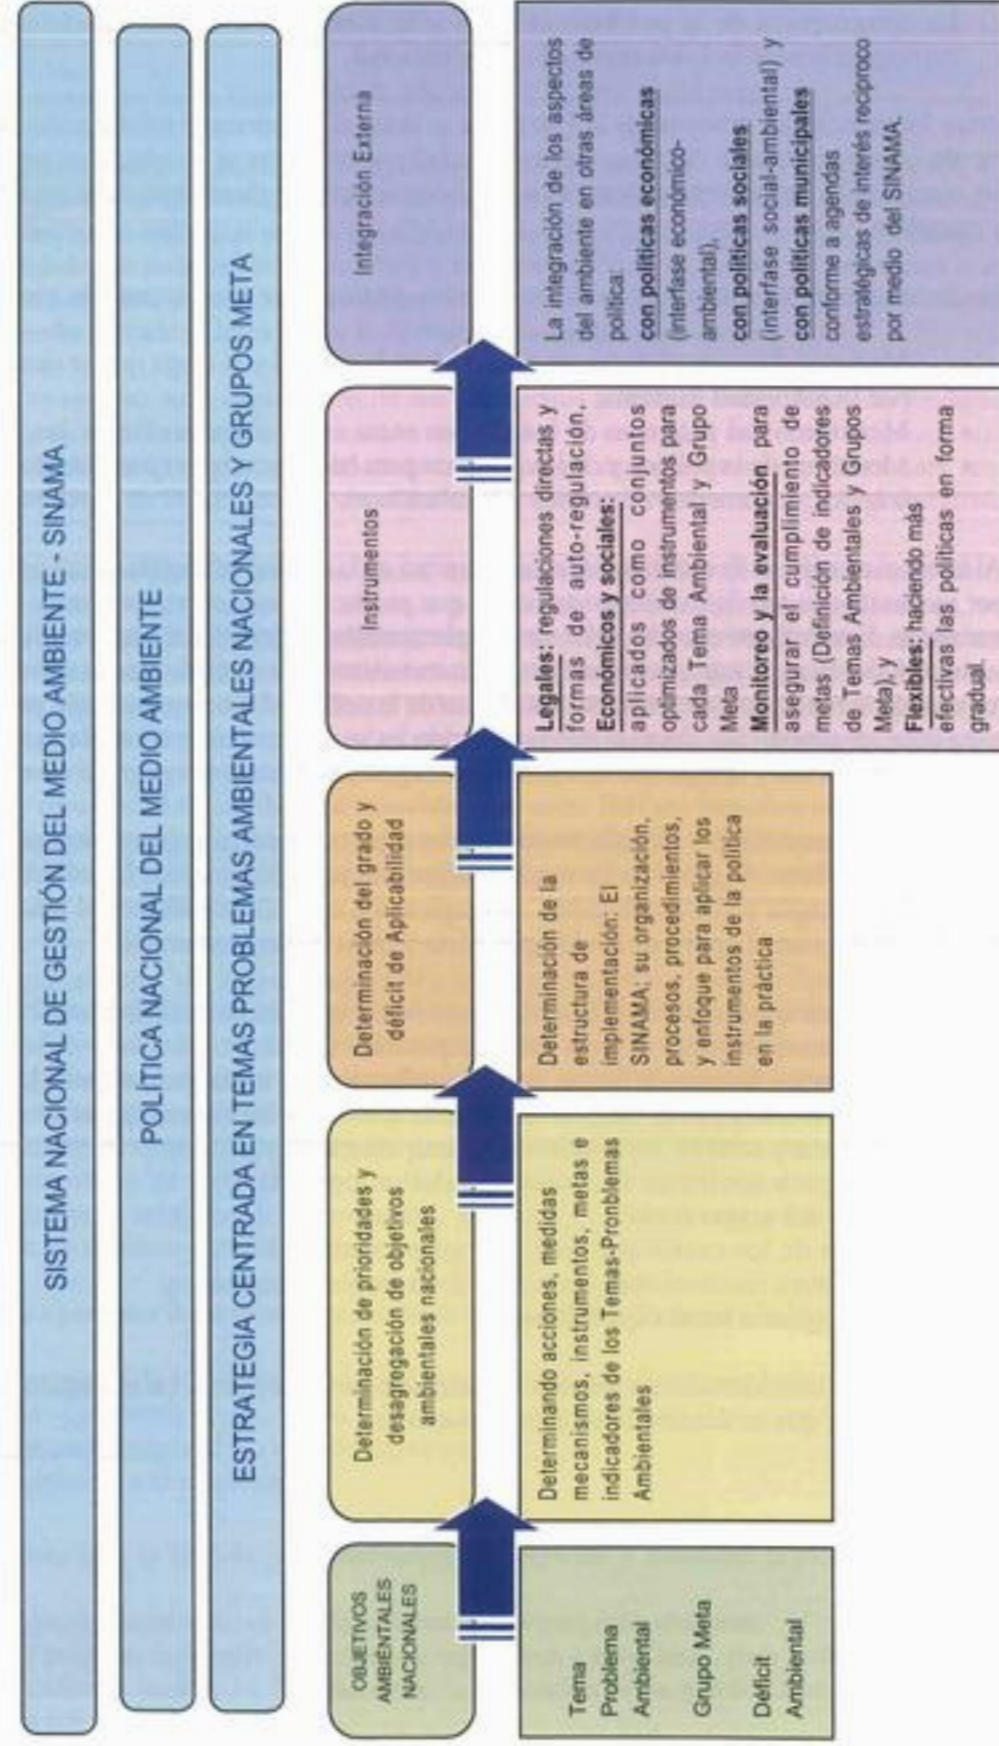 SISTEMA NACIONAL DE GESTIÓN DEL MEDIO AMBIENTE - SINAMA
POLÍTICA NACIONAL DEL MEDIO AMBIENTE
ESTRATEGIA CENTRADA EN TEMAS PROBLEMAS AMBIENTALES NACIONALES Y GRUPOS META
OBJETIVOS
AMBIENTALES
NACIONALES
Tema
Problema
Ambiental
Grupo Meta
Déficit
Ambiental
Determinación de prioridades y
desagregación de objetivos
ambientales nacionales
Determinando acciones, medidas
mecanismos, instrumentos, metas e
indicadores de los Temas-Pronblemas
Ambientales
Determinación del grado y
déficit de Aplicabilidad
Determinación de la
estructura de
implementación: El
SINAMA; su organización,
procesos, procedimientos,
y enfoque para aplicar los
instrumentos de la política
en la práctica
Instrumentos
Legales: regulaciones directas y
formas de auto-regulación,
Económicos y sociales:
aplicados como conjuntos
optimizados de instrumentos para
cada Tema Ambiental y Grupo
Meta
Monitoreo y la evaluación para
asegurar el cumplimiento de
metas (Definición de indicadores
de Temas Ambientales y Grupos
Meta), y
Flexibles: haciendo más
efectivas las políticas en forma
gradual.
Integración Externa
La integración de los aspectos
del ambiente en otras áreas de
política:
con políticas económicas
(interfase económico-
ambiental),
con políticas sociales
(interfase social-ambiental) y
con políticas municipales
conforme a agendas
estratégicas de interés recíproco
por medio del SINAMA.